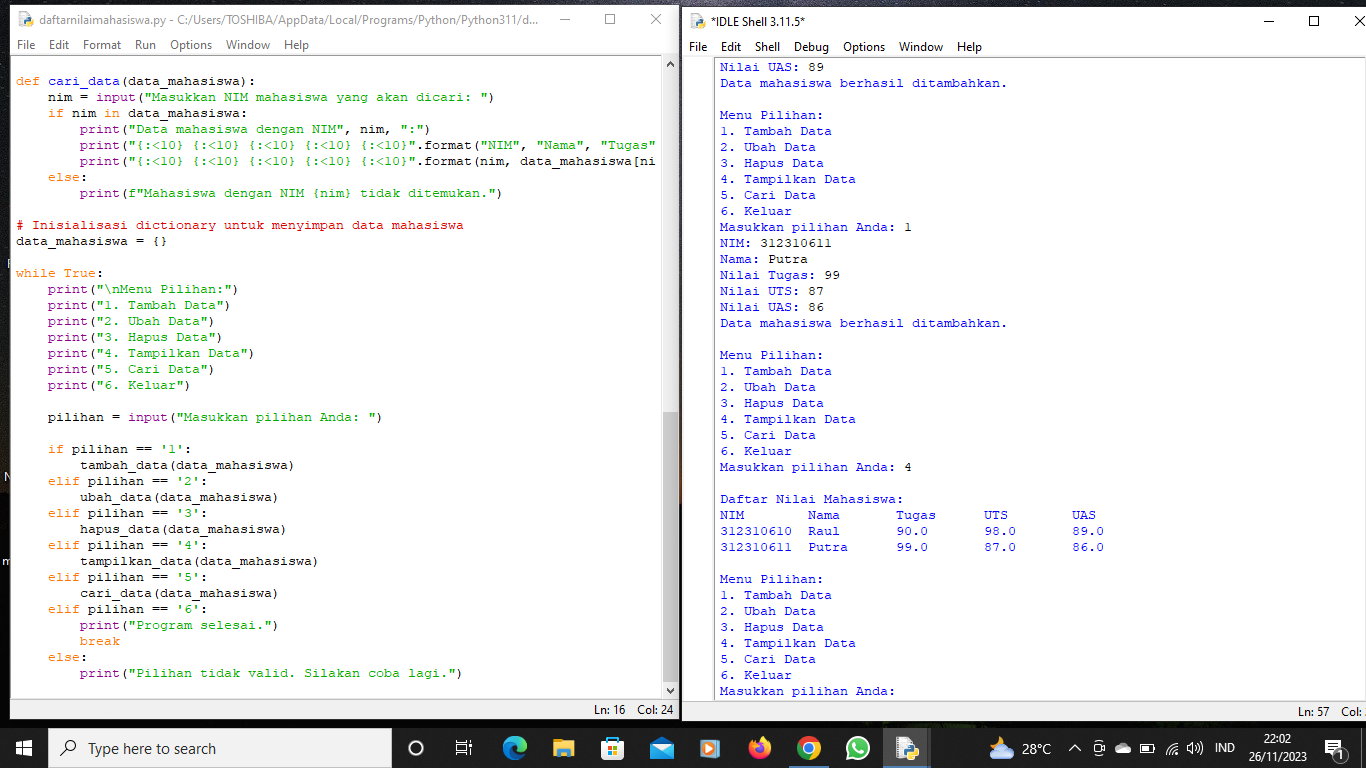 daftarnilaimahasiswa.py - C:/Users/TOSHIBA/AppData/Local/Programs/Python/Python311/d...
File Edit Format Run Options Window Help
def cari_data(data_mahasiswa):
    nim = input("Masukkan NIM mahasiswa yang akan dicari: ")
    if nim in data_mahasiswa:
        print("Data mahasiswa dengan NIM", nim, ":")
        print("{:<10} {:<10} {:<10} {:<10} {:<10}".format("NIM", "Nama", "Tugas"
        print("{:<10} {:<10} {:<10} {:<10} {:<10}".format(nim, data_mahasiswa[ni
    else:
        print(f"Mahasiswa dengan NIM {nim} tidak ditemukan.")
# Inisialisasi dictionary untuk menyimpan data mahasiswa
data_mahasiswa = {}
while True:
    print("\nMenu Pilihan:")
    print("1. Tambah Data")
    print("2. Ubah Data")
    print("3. Hapus Data")
    print("4. Tampilkan Data")
    print("5. Cari Data")
    print("6. Keluar")
    pilihan = input("Masukkan pilihan Anda: ")
    if pilihan == '1':
        tambah_data(data_mahasiswa)
    elif pilihan == '2':
        ubah_data(data_mahasiswa)
    elif pilihan == '3':
        hapus_data(data_mahasiswa)
    elif pilihan == '4':
        tampilkan_data(data_mahasiswa)
    elif pilihan == '5':
        cari_data(data_mahasiswa)
    elif pilihan == '6':
        print("Program selesai.")
        break
    else:
        print("Pilihan tidak valid. Silakan coba lagi.")
Ln: 16 Col: 24
*IDLE Shell 3.11.5*
File Edit Shell Debug Options Window Help
Nilai UAS: 89
Data mahasiswa berhasil ditambahkan.
Menu Pilihan:
1. Tambah Data
2. Ubah Data
3. Hapus Data
4. Tampilkan Data
5. Cari Data
6. Keluar
Masukkan pilihan Anda: 1
NIM: 312310611
Nama: Putra
Nilai Tugas: 99
Nilai UTS: 87
Nilai UAS: 86
Data mahasiswa berhasil ditambahkan.
Menu Pilihan:
1. Tambah Data
2. Ubah Data
3. Hapus Data
4. Tampilkan Data
5. Cari Data
6. Keluar
Masukkan pilihan Anda: 4
Daftar Nilai Mahasiswa:
NIM        Nama       Tugas      UTS        UAS
312310610  Raul       90.0       98.0       89.0
312310611  Putra      99.0       87.0       86.0
Menu Pilihan:
1. Tambah Data
2. Ubah Data
3. Hapus Data
4. Tampilkan Data
5. Cari Data
6. Keluar
Masukkan pilihan Anda:
Ln: 57 Col:
Type here to search
28°C
IND
22:02
26/11/2023
1